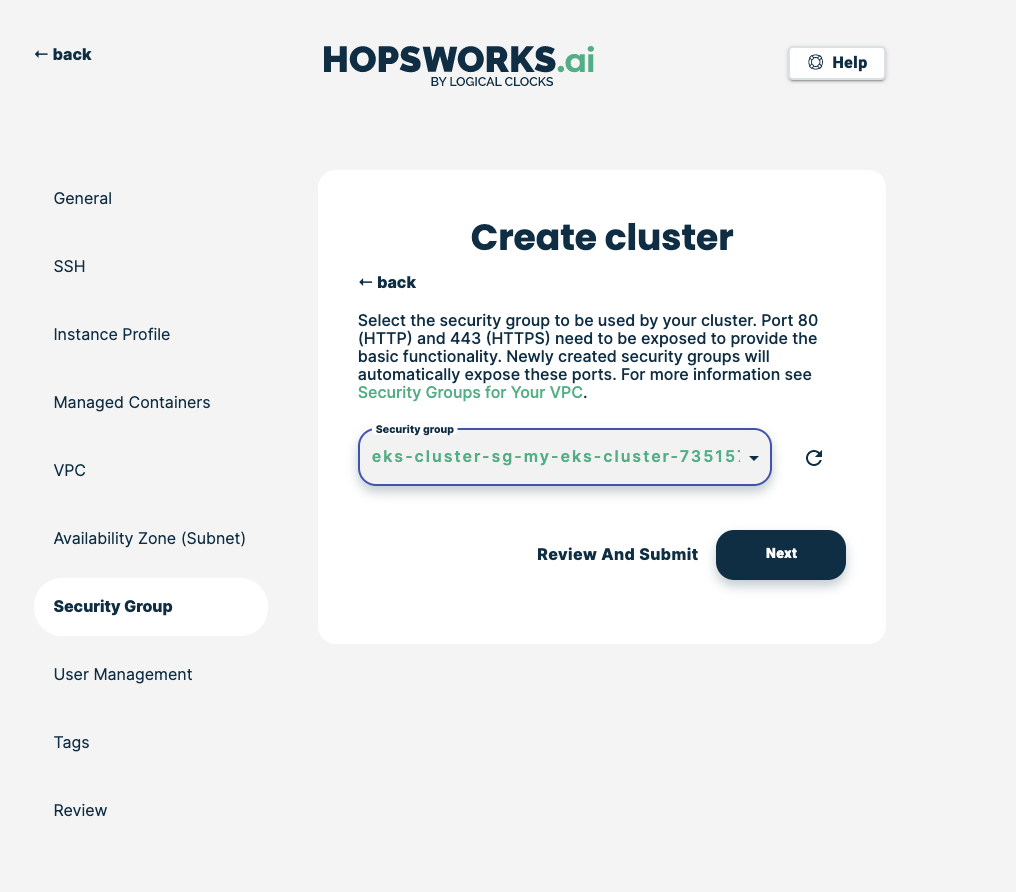 ← back
HOPSWORKS.ai
BY LOGICAL CLOCKS
Help
General
SSH
Instance Profile
Managed Containers
VPC
Availability Zone (Subnet)
Security Group
User Management
Tags
Review
Create cluster
← back
Select the security group to be used by your cluster. Port 80
(HTTP) and 443 (HTTPS) need to be exposed to provide the
basic functionality. Newly created security groups will
automatically expose these ports. For more information see
Security Groups for Your VPC.
Security group
eks-cluster-sg-my-eks-cluster-73515
Review And Submit
Next